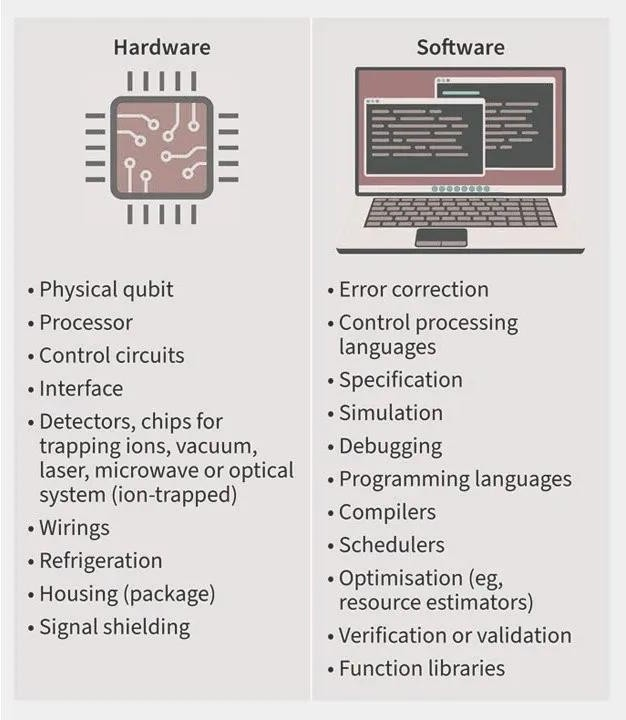 Hardware
• Physical qubit
• Processor
• Control circuits
• Interface
• Detectors, chips for
trapping ions, vacuum,
laser, microwave or optical
system (ion-trapped)
• Wirings
• Refrigeration
• Housing (package)
• Signal shielding
Software
• Error correction
• Control processing
languages
• Specification
• Simulation
• Debugging
• Programming languages
• Compilers
• Schedulers
• Optimisation (eg,
resource estimators)
• Verification or validation
• Function libraries